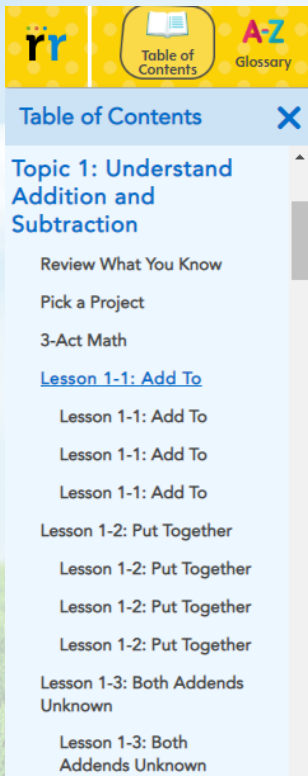 rr
Table of
Contents
A-Z
Glossary
Table of Contents
Topic 1: Understand
Addition and
Subtraction
Review What You Know
Pick a Project
3-Act Math
Lesson 1-1: Add To
Lesson 1-1: Add To
Lesson 1-1: Add To
Lesson 1-1: Add To
Lesson 1-2: Put Together
Lesson 1-2: Put Together
Lesson 1-2: Put Together
Lesson 1-2: Put Together
Lesson 1-3: Both Addends
Unknown
Lesson 1-3: Both
Addends Unknown